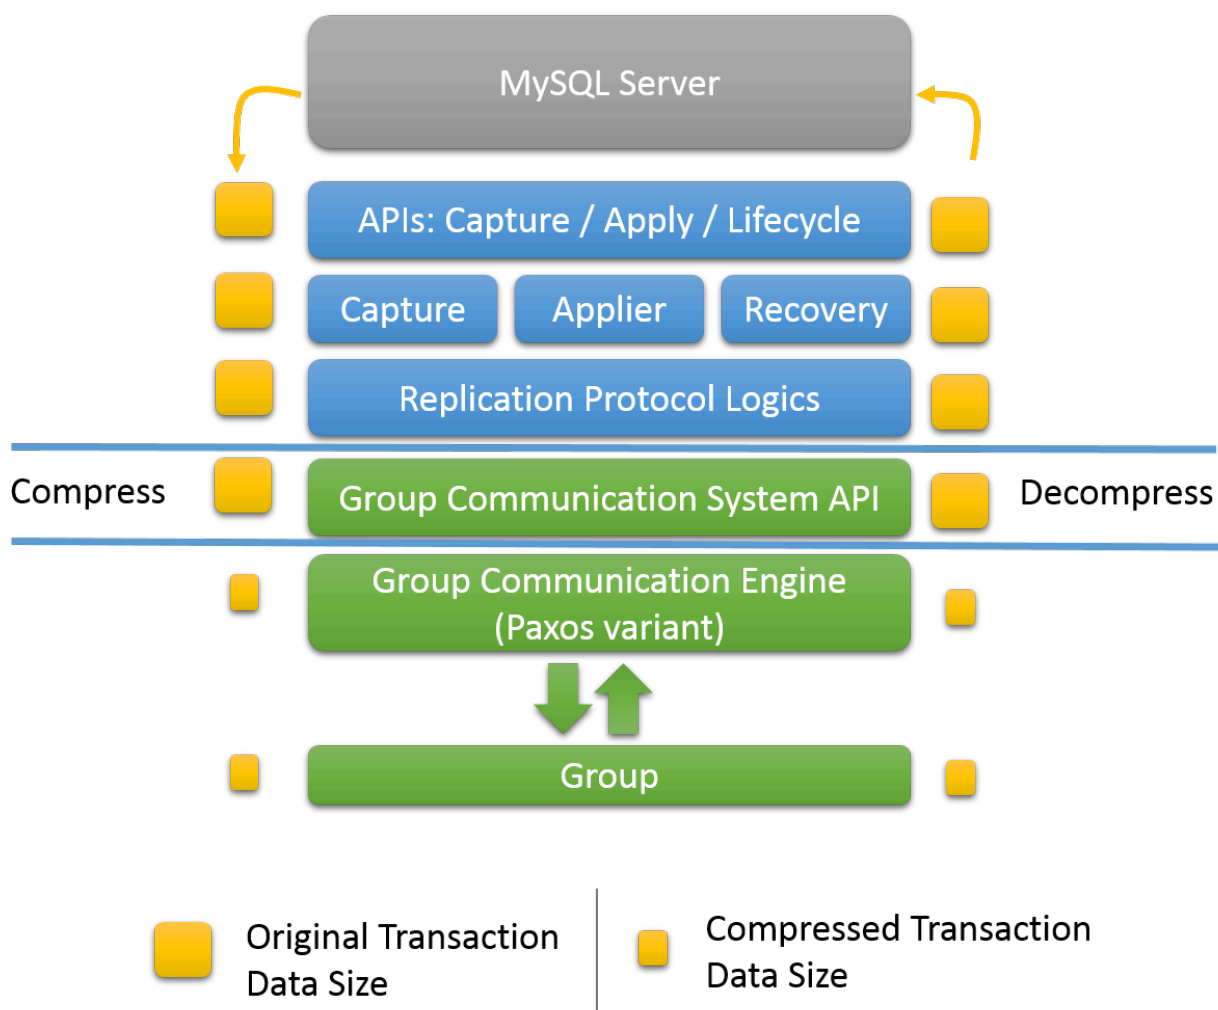 MySQL Server
APIs: Capture / Apply / Lifecycle
Capture
Applier
Recovery
Replication Protocol Logics
Compress
Group Communication System API
Decompress
Group Communication Engine
(Paxos variant)
Group
Original Transaction
Data Size
Compressed Transaction
Data Size